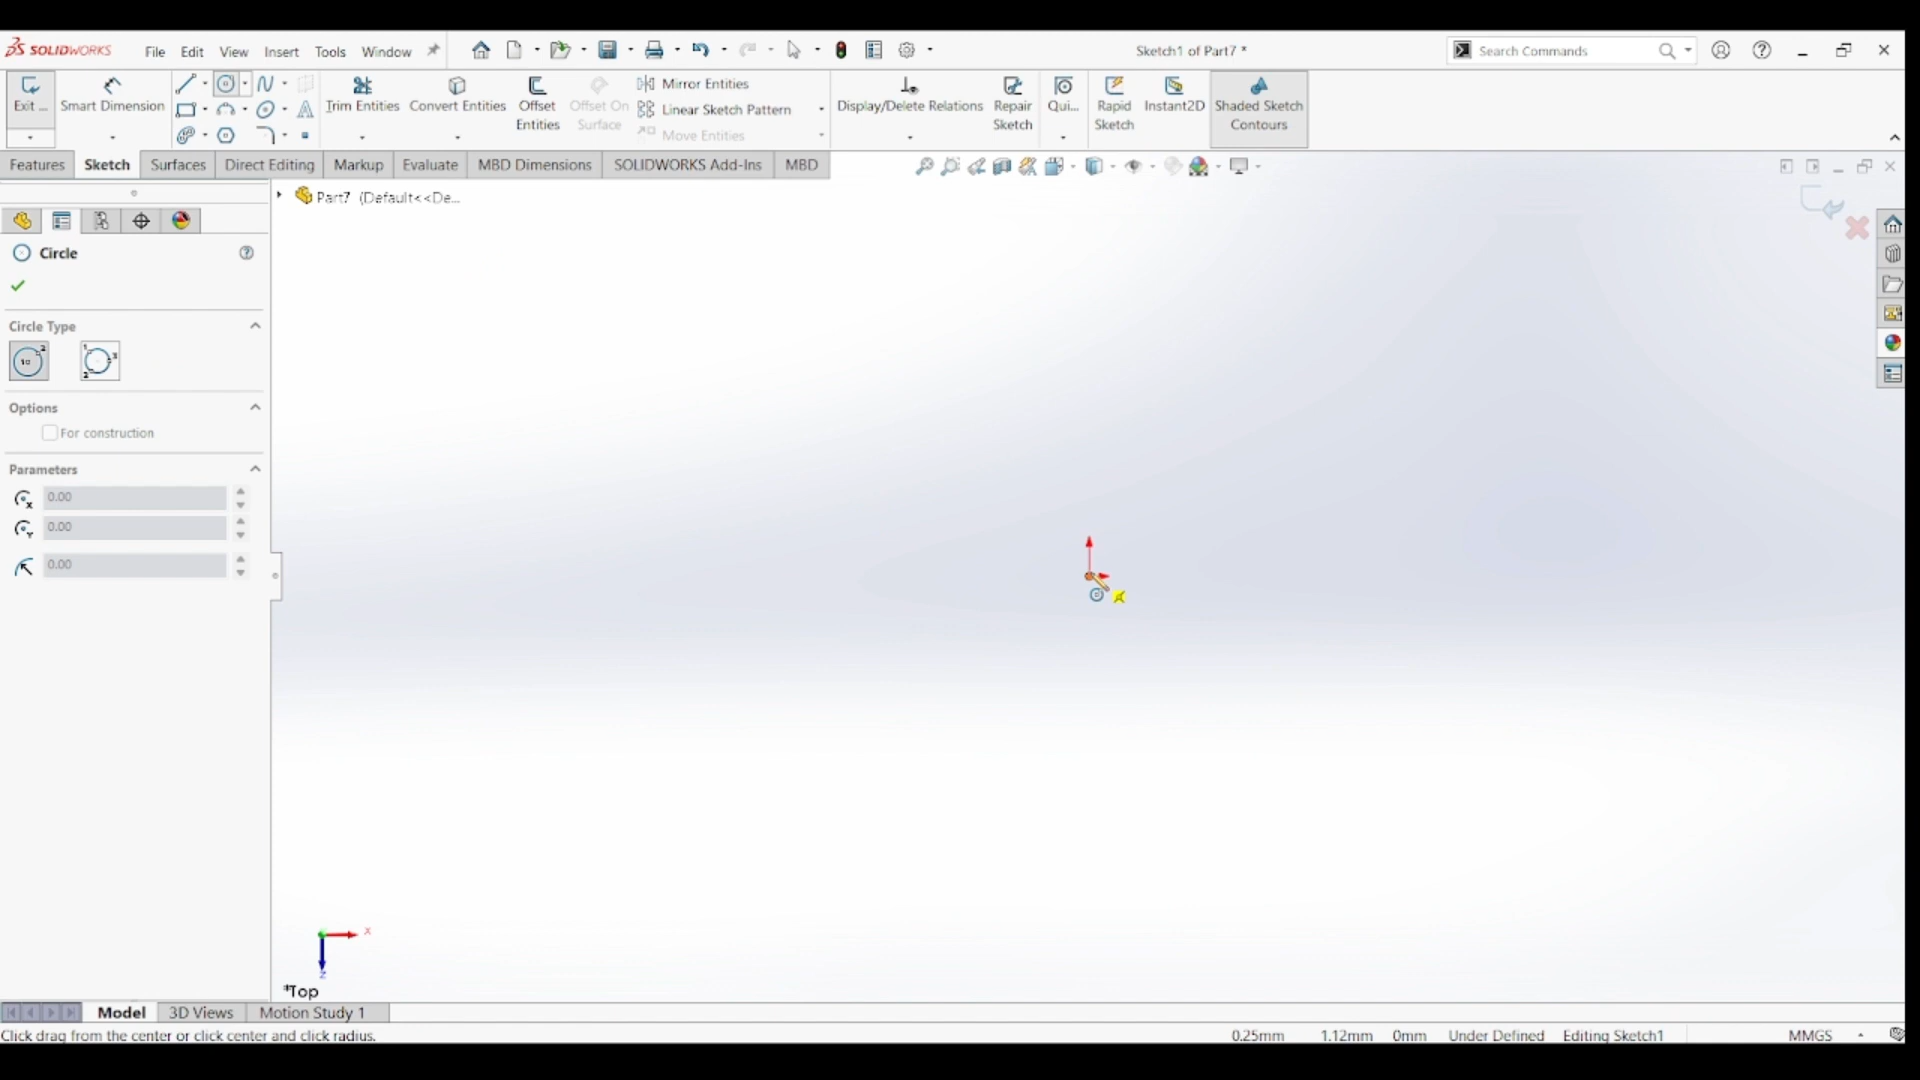 SOLIDWORKS File Edit View Insert Tools Window Sketch1 of Part7 * Search Commands
Exit ... Smart Dimension Trim Entities Convert Entities Offset Entities Offset On Surface Mirror Entities
Linear Sketch Pattern
Move Entities
Display/Delete Relations Repair Sketch Qui... Rapid Sketch Instant2D Shaded Sketch Contours
Features Sketch Surfaces Direct Editing Markup Evaluate MBD Dimensions SOLIDWORKS Add-Ins MBD
Part7 (Default<<De...
Circle
Circle Type
Options
For construction
Parameters
0.00
0.00
0.00
x
z
*Top
Model 3D Views Motion Study 1
Click drag from the center or click center and click radius. 0.25mm 1.12mm 0mm Under Defined Editing Sketch1 MMGS